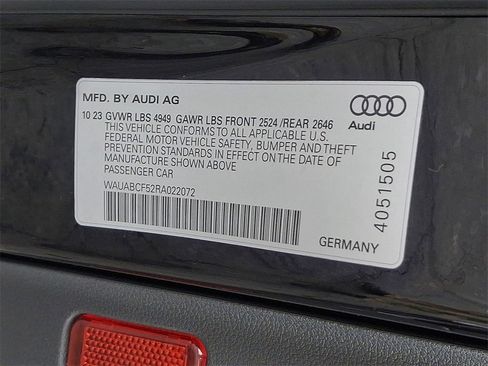 MFD. BY AUDI AG
10 23 GVWR LBS 4949 GAWR LBS FRONT 2524 /REAR 2646
THIS VEHICLE CONFORMS TO ALL APPLICABLE U.S.
FEDERAL MOTOR VEHICLE SAFETY, BUMPER AND THEFT
PREVENTION STANDARDS IN EFFECT ON THE DATE OF
MANUFACTURE SHOWN ABOVE
PASSENGER CAR
WAUABCF52RA022072
Audi
4051505
GERMANY